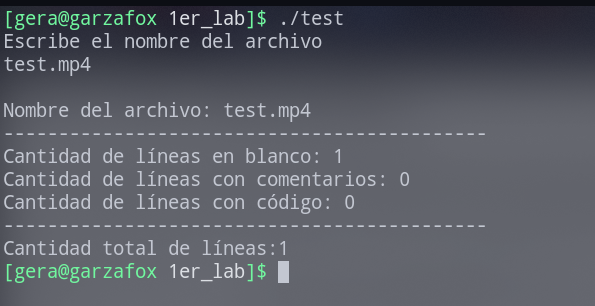 [gera@garzafox 1er_lab]$ ./test
Escribe el nombre del archivo
test.mp4
Nombre del archivo: test.mp4
--------------------------------------------
Cantidad de líneas en blanco: 1
Cantidad de líneas con comentarios: 0
Cantidad de líneas con código: 0
--------------------------------------------
Cantidad total de líneas:1
[gera@garzafox 1er_lab]$